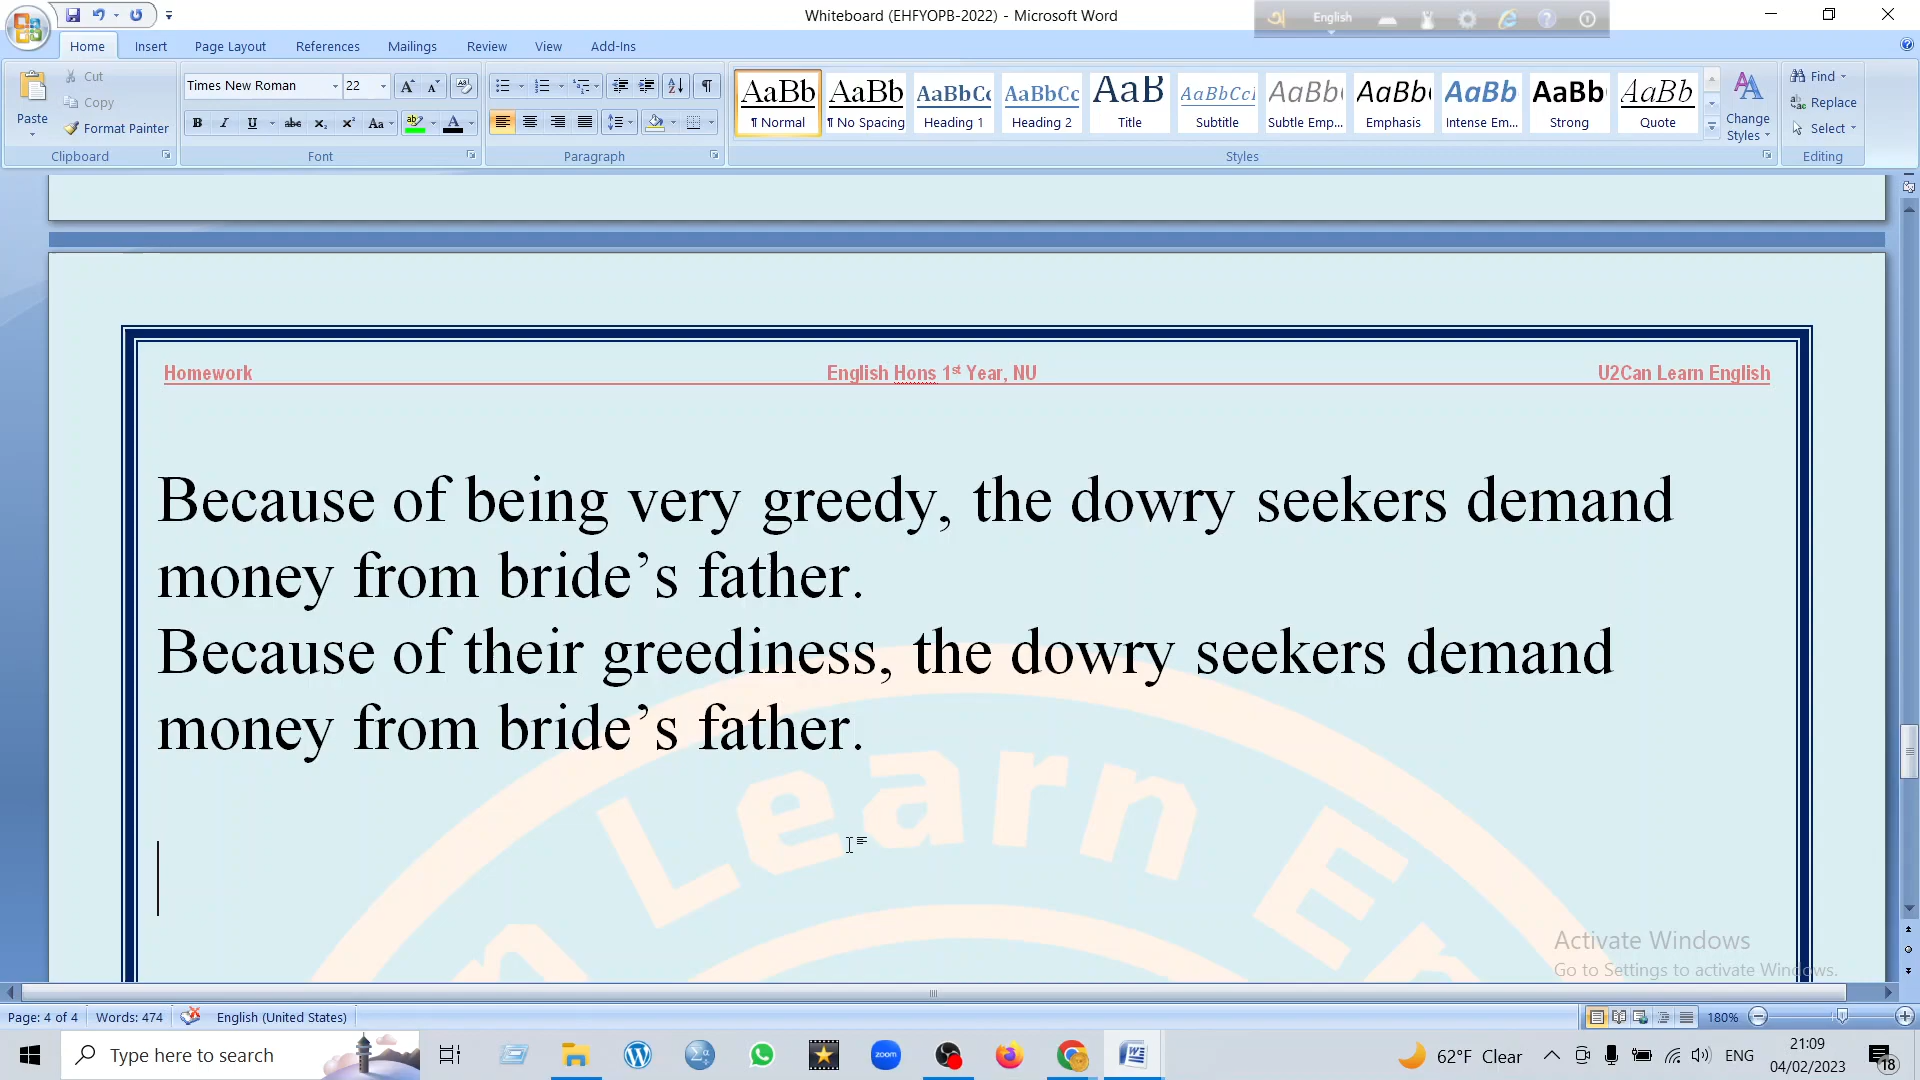 Whiteboard (EHFYOPB-2022) - Microsoft Word
English
Home Insert Page Layout References Mailings Review View Add-Ins
Paste
Cut
Copy
Format Painter
Clipboard
Times New Roman 22
Font
Paragraph
AaBb AaBb AaBbCc AaBbCc AaB AaBbCcI AaBb( AaBb( AaBb AaBb AaBb
¶ Normal ¶ No Spacing Heading 1 Heading 2 Title Subtitle Subtle Emp... Emphasis Intense Em... Strong Quote
Styles
Change
Styles
Find
Replace
Select
Editing
Homework English Hons 1st Year, NU U2Can Learn English
Because of being very greedy, the dowry seekers demand
money from bride’s father.
Because of their greediness, the dowry seekers demand
money from bride’s father.
n Learn En
Activate Windows
Go to Settings to activate Windows.
Page: 4 of 4 Words: 474 English (United States) 180%
Type here to search
zoom
62°F Clear ENG
21:09
04/02/2023
18